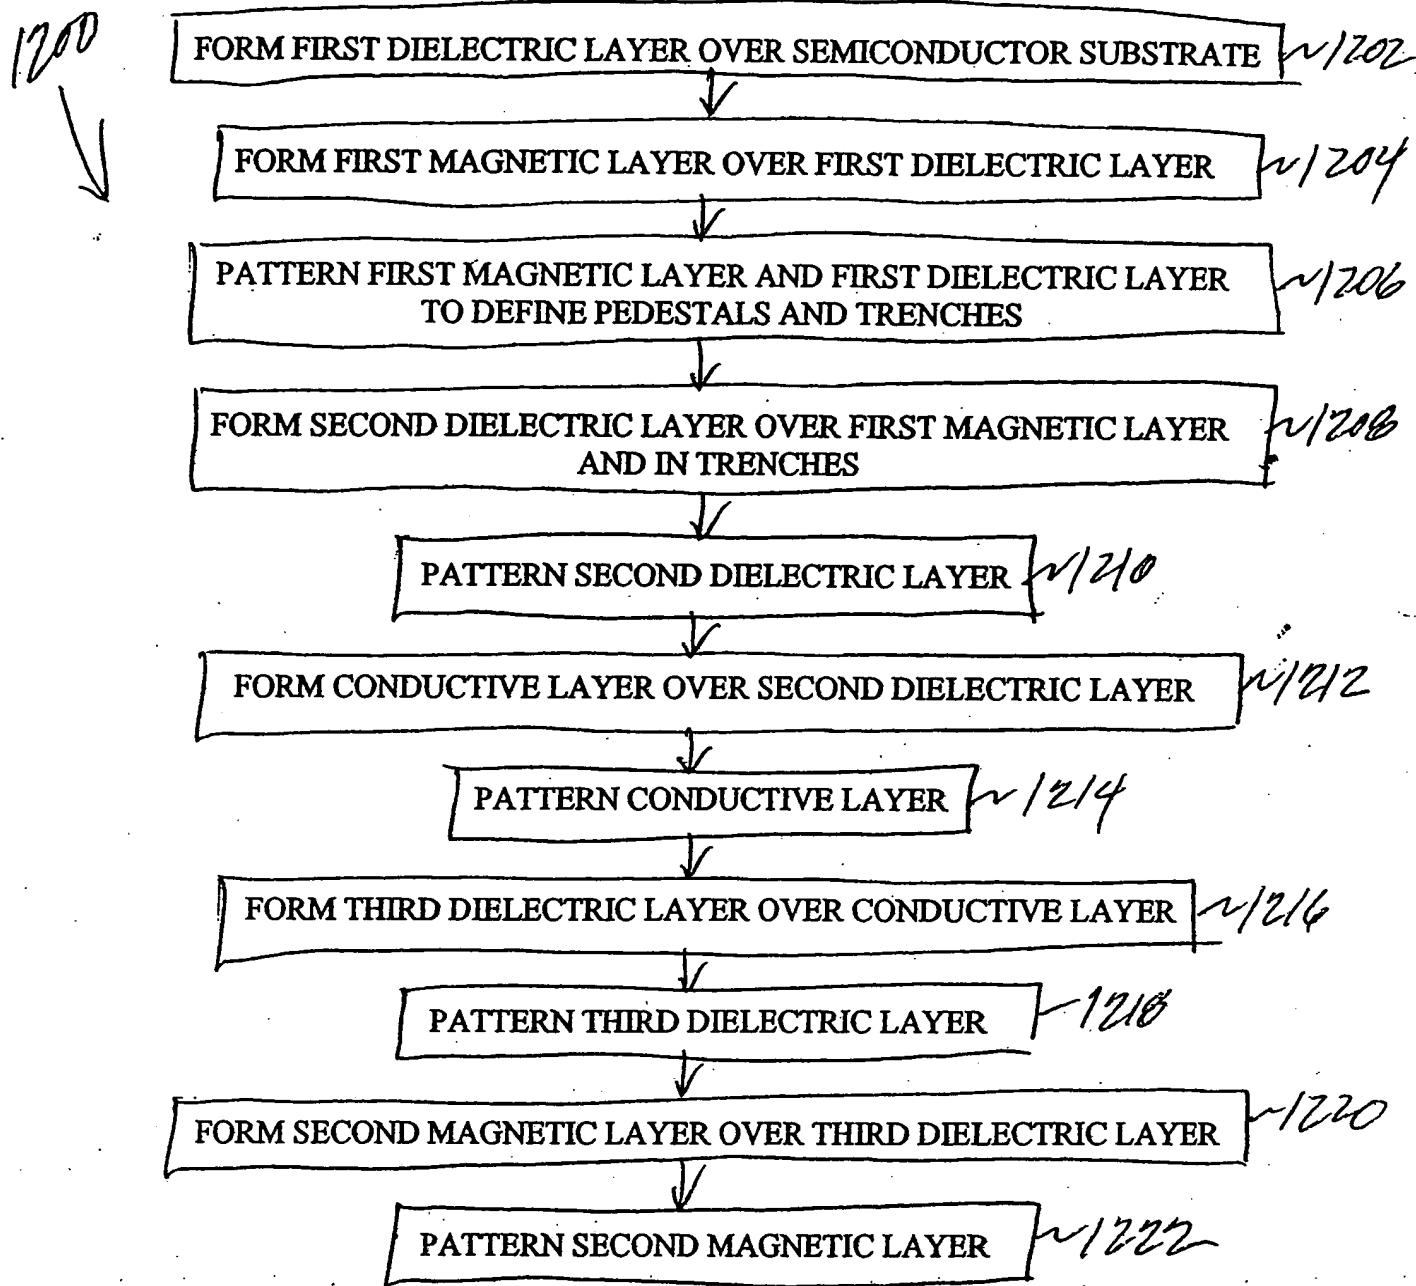 1200
FORM FIRST DIELECTRIC LAYER OVER SEMICONDUCTOR SUBSTRATE ~1202
FORM FIRST MAGNETIC LAYER OVER FIRST DIELECTRIC LAYER ~1204
PATTERN FIRST MAGNETIC LAYER AND FIRST DIELECTRIC LAYER ~1206
TO DEFINE PEDESTALS AND TRENCHES
FORM SECOND DIELECTRIC LAYER OVER FIRST MAGNETIC LAYER ~1208
AND IN TRENCHES
PATTERN SECOND DIELECTRIC LAYER ~1210
FORM CONDUCTIVE LAYER OVER SECOND DIELECTRIC LAYER ~1212
PATTERN CONDUCTIVE LAYER ~1214
FORM THIRD DIELECTRIC LAYER OVER CONDUCTIVE LAYER ~1216
PATTERN THIRD DIELECTRIC LAYER 1218
FORM SECOND MAGNETIC LAYER OVER THIRD DIELECTRIC LAYER ~1220
PATTERN SECOND MAGNETIC LAYER ~1222